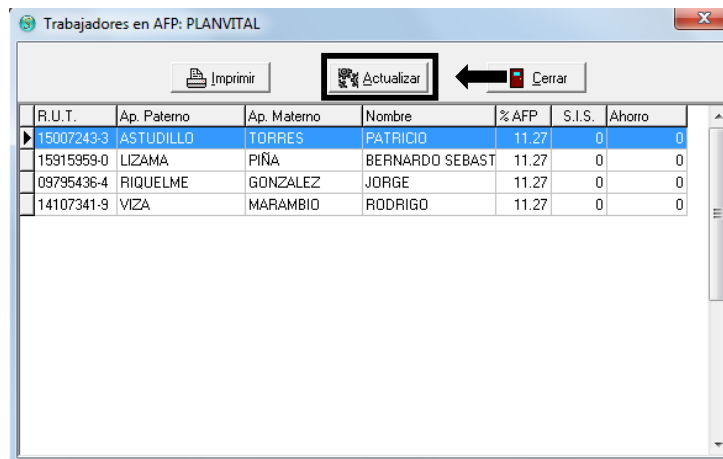 Trabajadores en AFP: PLANVITAL
Imprimir Actualizar Cerrar
R.U.T. Ap. Paterno Ap. Materno Nombre % AFP S.I.S. Ahorro
15007243-3 ASTUDILLO TORRES PATRICIO 11.27 0 0
15915959-0 LIZAMA PIÑA BERNARDO SEBAST 11.27 0 0
09795436-4 RIQUELME GONZALEZ JORGE 11.27 0 0
14107341-9 VIZA MARAMBIO RODRIGO 11.27 0 0